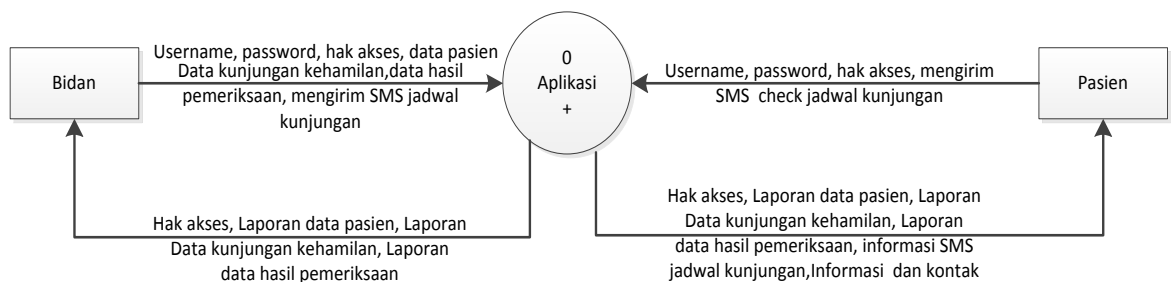 Bidan
Username, password, hak akses, data pasien
Data kunjungan kehamilan,data hasil
pemeriksaan, mengirim SMS jadwal
kunjungan
0
Aplikasi
+
Username, password, hak akses, mengirim
SMS check jadwal kunjungan
Pasien
Hak akses, Laporan data pasien, Laporan
Data kunjungan kehamilan, Laporan
data hasil pemeriksaan
Hak akses, Laporan data pasien, Laporan
Data kunjungan kehamilan, Laporan
data hasil pemeriksaan, informasi SMS
jadwal kunjungan,Informasi dan kontak